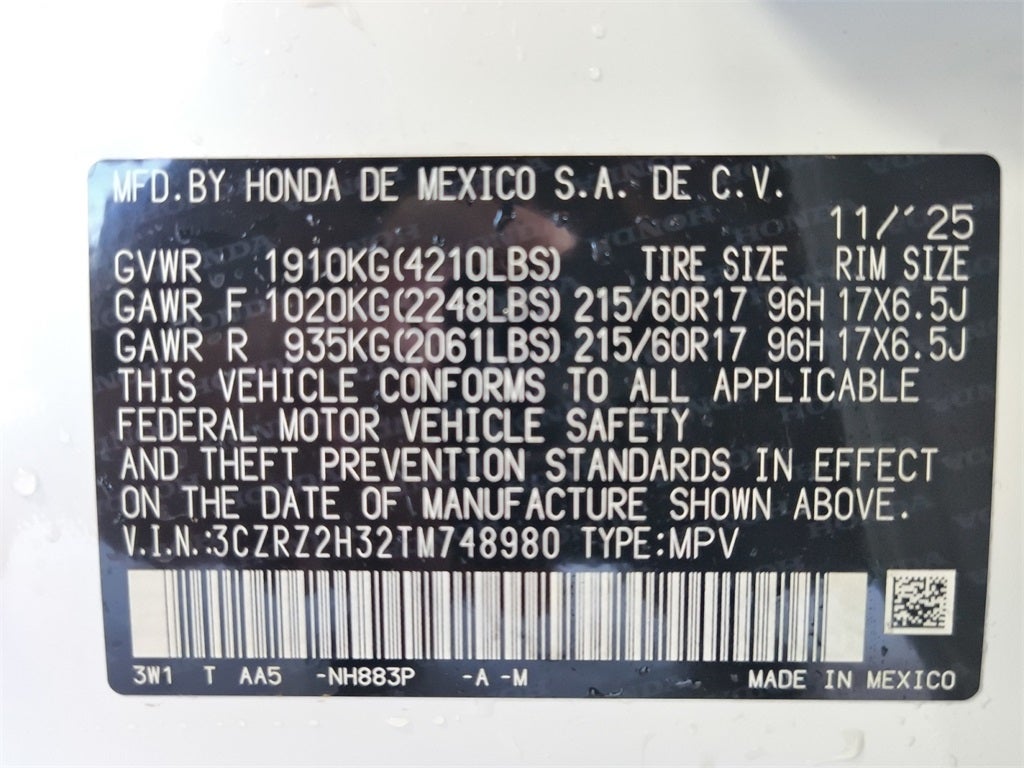 MFD.BY HONDA DE MEXICO S.A. DE C.V.
11/'25
GVWR 1910KG(4210LBS) TIRE SIZE RIM SIZE
GAWR F 1020KG(2248LBS) 215/60R17 96H 17X6.5J
GAWR R 935KG(2061LBS) 215/60R17 96H 17X6.5J
THIS VEHICLE CONFORMS TO ALL APPLICABLE
FEDERAL MOTOR VEHICLE SAFETY
AND THEFT PREVENTION STANDARDS IN EFFECT
ON THE DATE OF MANUFACTURE SHOWN ABOVE.
V.I.N.:3CZRZ2H32TM748980 TYPE:MPV
3W1 T AA5 -NH883P -A -M MADE IN MEXICO